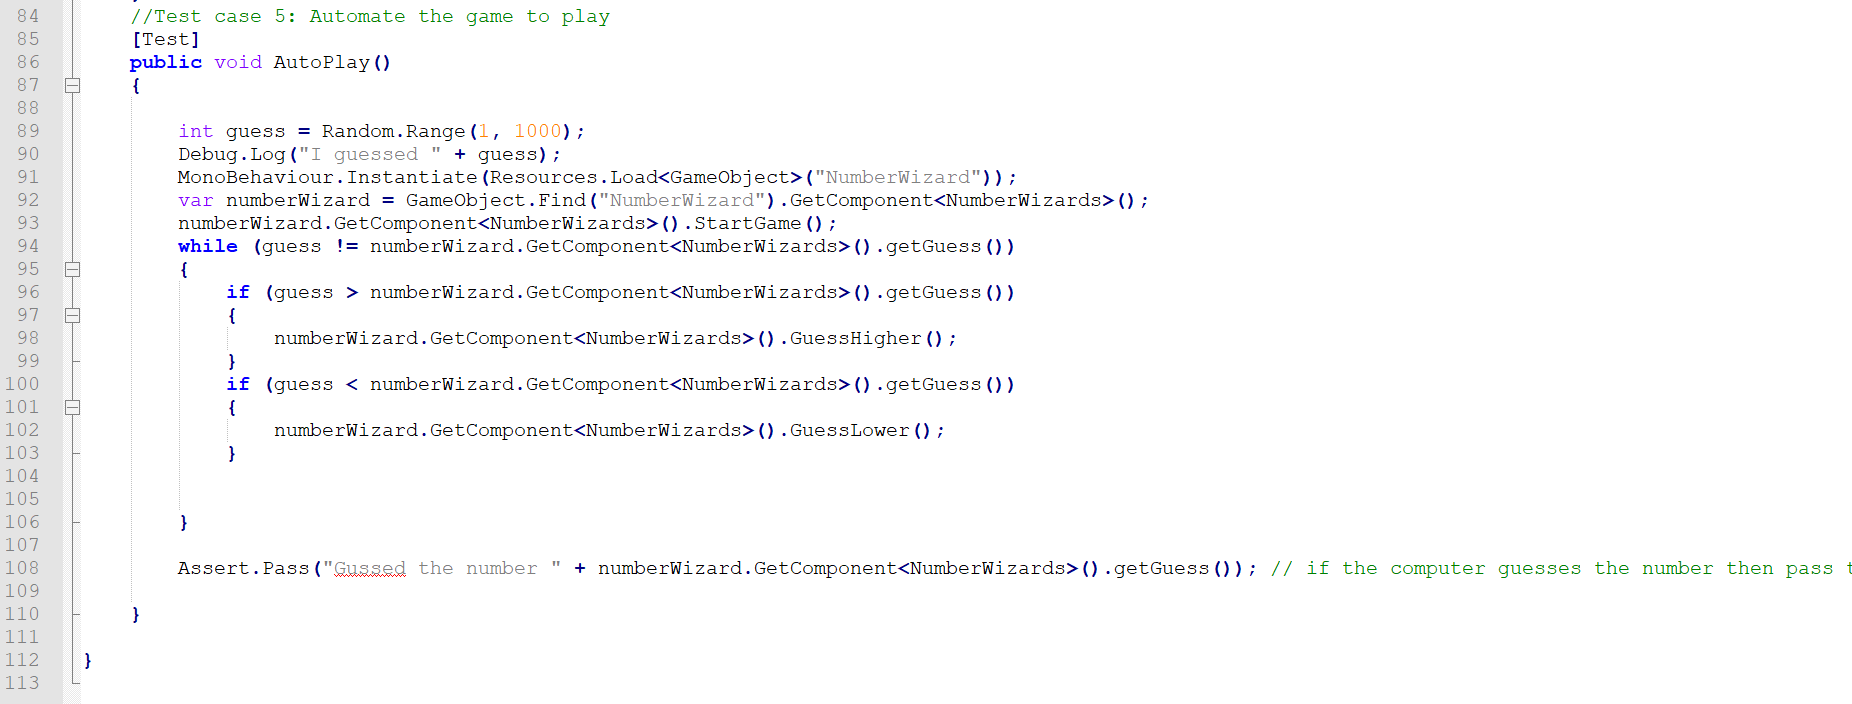 84 //Test case 5: Automate the game to play
85 [Test]
86 public void AutoPlay()
87 {
88
89 int guess = Random.Range(1, 1000);
90 Debug.Log("I guessed " + guess);
91 MonoBehaviour.Instantiate(Resources.Load<GameObject>("NumberWizard"));
92 var numberWizard = GameObject.Find("NumberWizard").GetComponent<NumberWizards>();
93 numberWizard.GetComponent<NumberWizards>().StartGame();
94 while (guess != numberWizard.GetComponent<NumberWizards>().getGuess())
95 {
96 if (guess > numberWizard.GetComponent<NumberWizards>().getGuess())
97 {
98 numberWizard.GetComponent<NumberWizards>().GuessHigher();
99 }
100 if (guess < numberWizard.GetComponent<NumberWizards>().getGuess())
101 {
102 numberWizard.GetComponent<NumberWizards>().GuessLower();
103 }
104
105
106 }
107
108 Assert.Pass("Gussed the number " + numberWizard.GetComponent<NumberWizards>().getGuess()); // if the computer guesses the number then pass
109
110 }
111
112 }
113